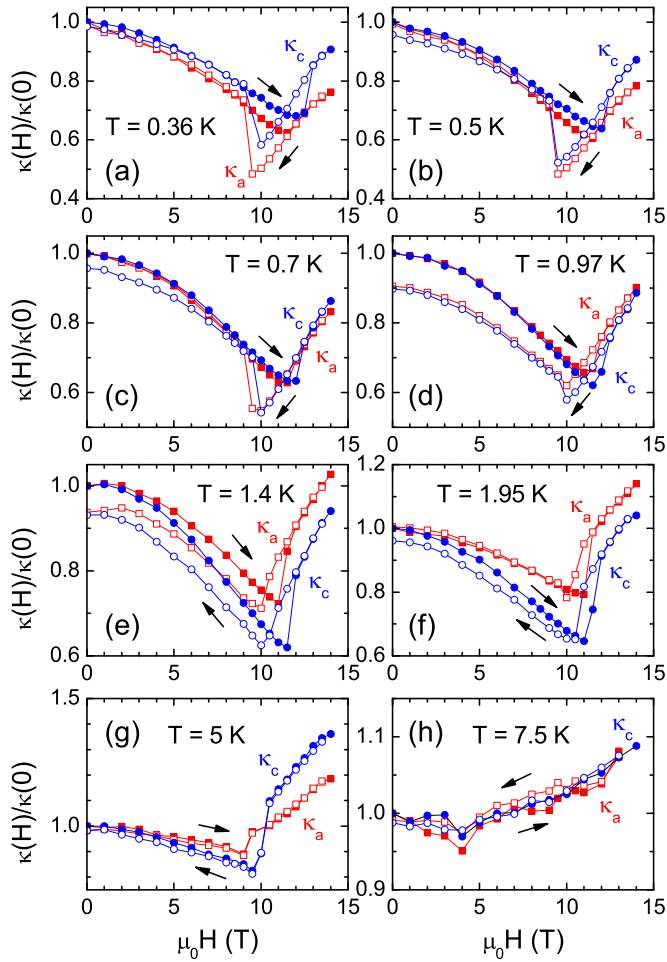 κ(H)/κ(0)
1.0
0.8
0.6
0.4
0 5 10 15
T = 0.36 K
(a)
κc
κa
1.0
0.8
0.6
0.4
0 5 10 15
T = 0.5 K
(b)
κc
κa
κ(H)/κ(0)
1.0
0.8
0.6
0 5 10 15
T = 0.7 K
(c)
κc
κa
1.0
0.8
0.6
0 5 10 15
T = 0.97 K
(d)
κa
κc
κ(H)/κ(0)
1.0
0.8
0.6
0 5 10 15
T = 1.4 K
(e)
κa
κc
1.2
1.0
0.8
0.6
0 5 10 15
T = 1.95 K
(f)
κa
κc
κ(H)/κ(0)
1.5
1.0
0 5 10 15
(g)
T = 5 K
κc
κa
μ0H (T)
1.1
1.0
0.9
0 5 10 15
(h)
T = 7.5 K
κc
κa
μ0H (T)